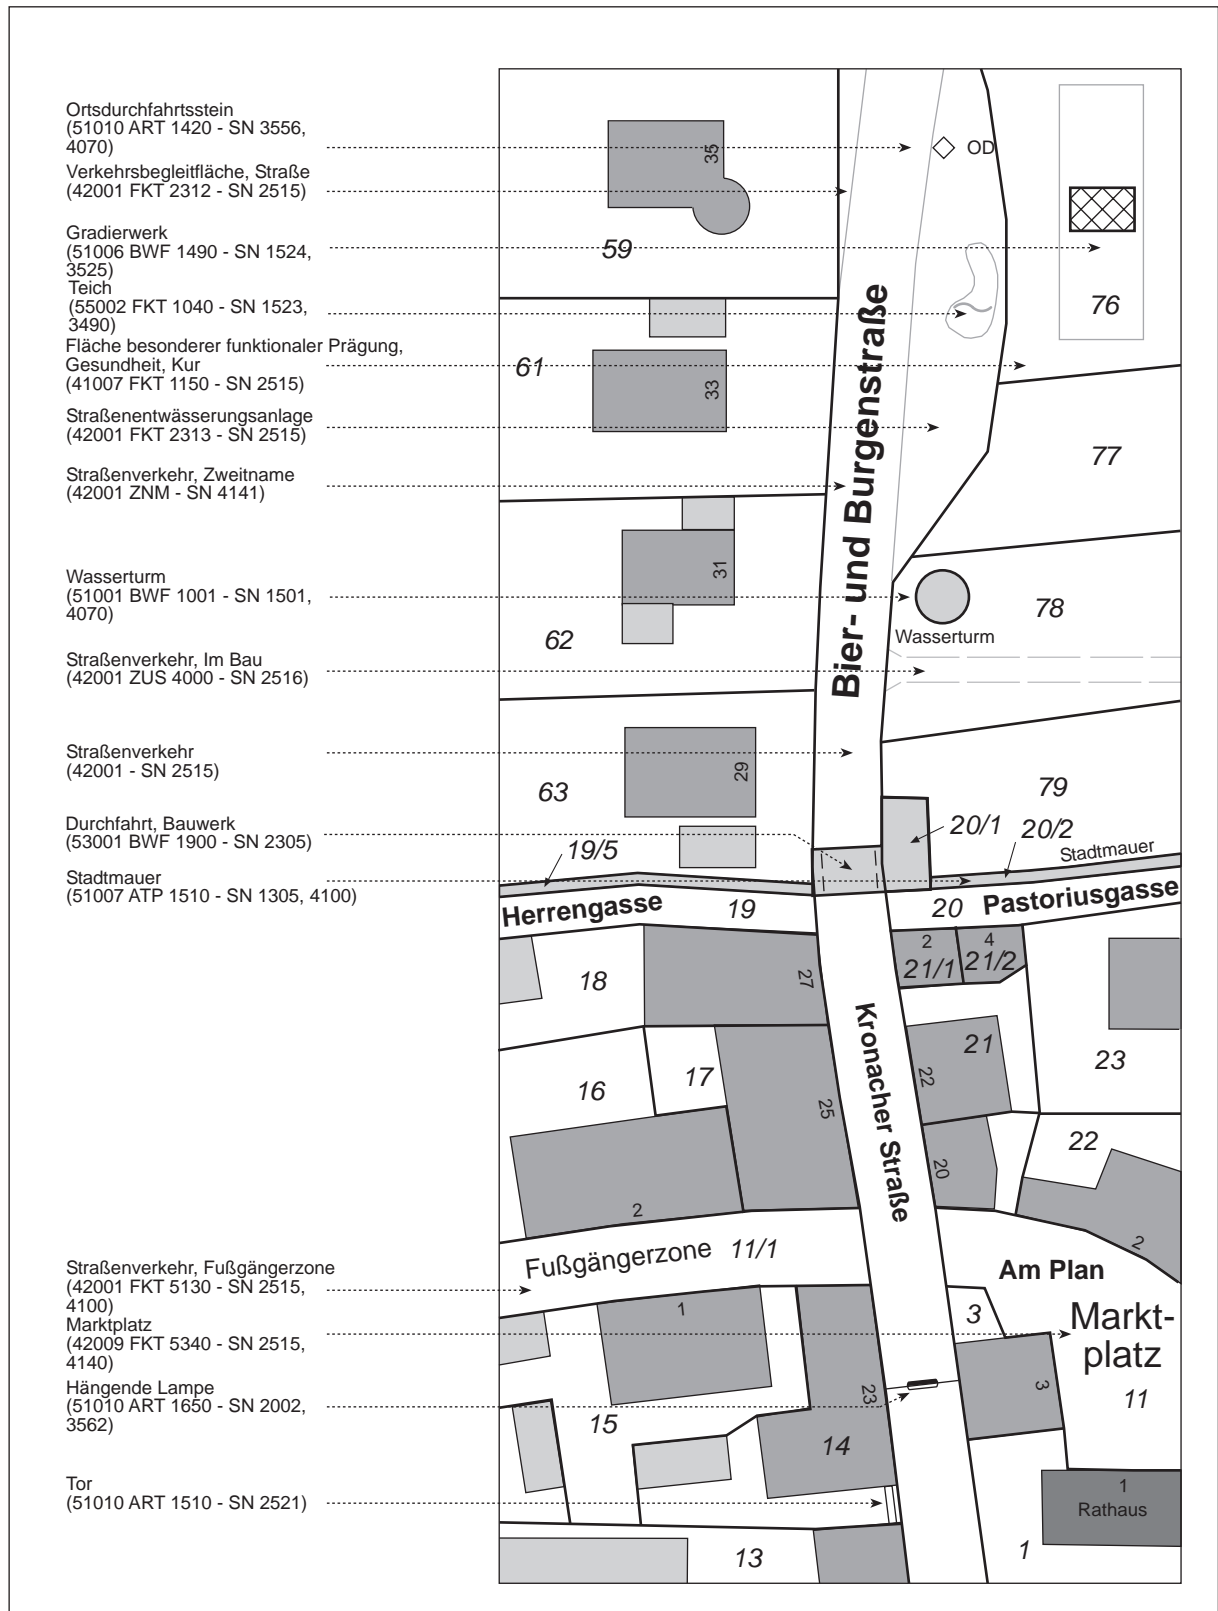 Ortsdurchfahrtsstein
(51010 ART 1420 - SN 3556,
4070)
Verkehrsbegleitfläche, Straße
(42001 FKT 2312 - SN 2515)
Gradierwerk
(51006 BWF 1490 - SN 1524,
3525)
Teich
(55002 FKT 1040 - SN 1523,
3490)
Fläche besonderer funktionaler Prägung,
Gesundheit, Kur
(41007 FKT 1150 - SN 2515)
Straßenentwässerungsanlage
(42001 FKT 2313 - SN 2515)
Straßenverkehr, Zweitname
(42001 ZNM - SN 4141)
Wasserturm
(51001 BWF 1001 - SN 1501,
4070)
Straßenverkehr, Im Bau
(42001 ZUS 4000 - SN 2516)
Straßenverkehr
(42001 - SN 2515)
Durchfahrt, Bauwerk
(53001 BWF 1900 - SN 2305)
Stadtmauer
(51007 ATP 1510 - SN 1305, 4100)
Straßenverkehr, Fußgängerzone
(42001 FKT 5130 - SN 2515,
4100)
Marktplatz
(42009 FKT 5340 - SN 2515,
4140)
Hängende Lampe
(51010 ART 1650 - SN 2002,
3562)
Tor
(51010 ART 1510 - SN 2521)
35
OD
59
76
61
33
Bier- und Burgenstraße
77
31
62
78
Wasserturm
29
63
79
19/5
20/1
20/2
Stadtmauer
Herrengasse
19
20
Pastoriusgasse
2
4
21/1
21/2
18
27
Kronacher Straße
21
23
16
17
25
22
22
20
2
2
Fußgängerzone
11/1
Am Plan
1
3
Markt-
platz
23
3
11
15
14
1
Rathaus
13
1